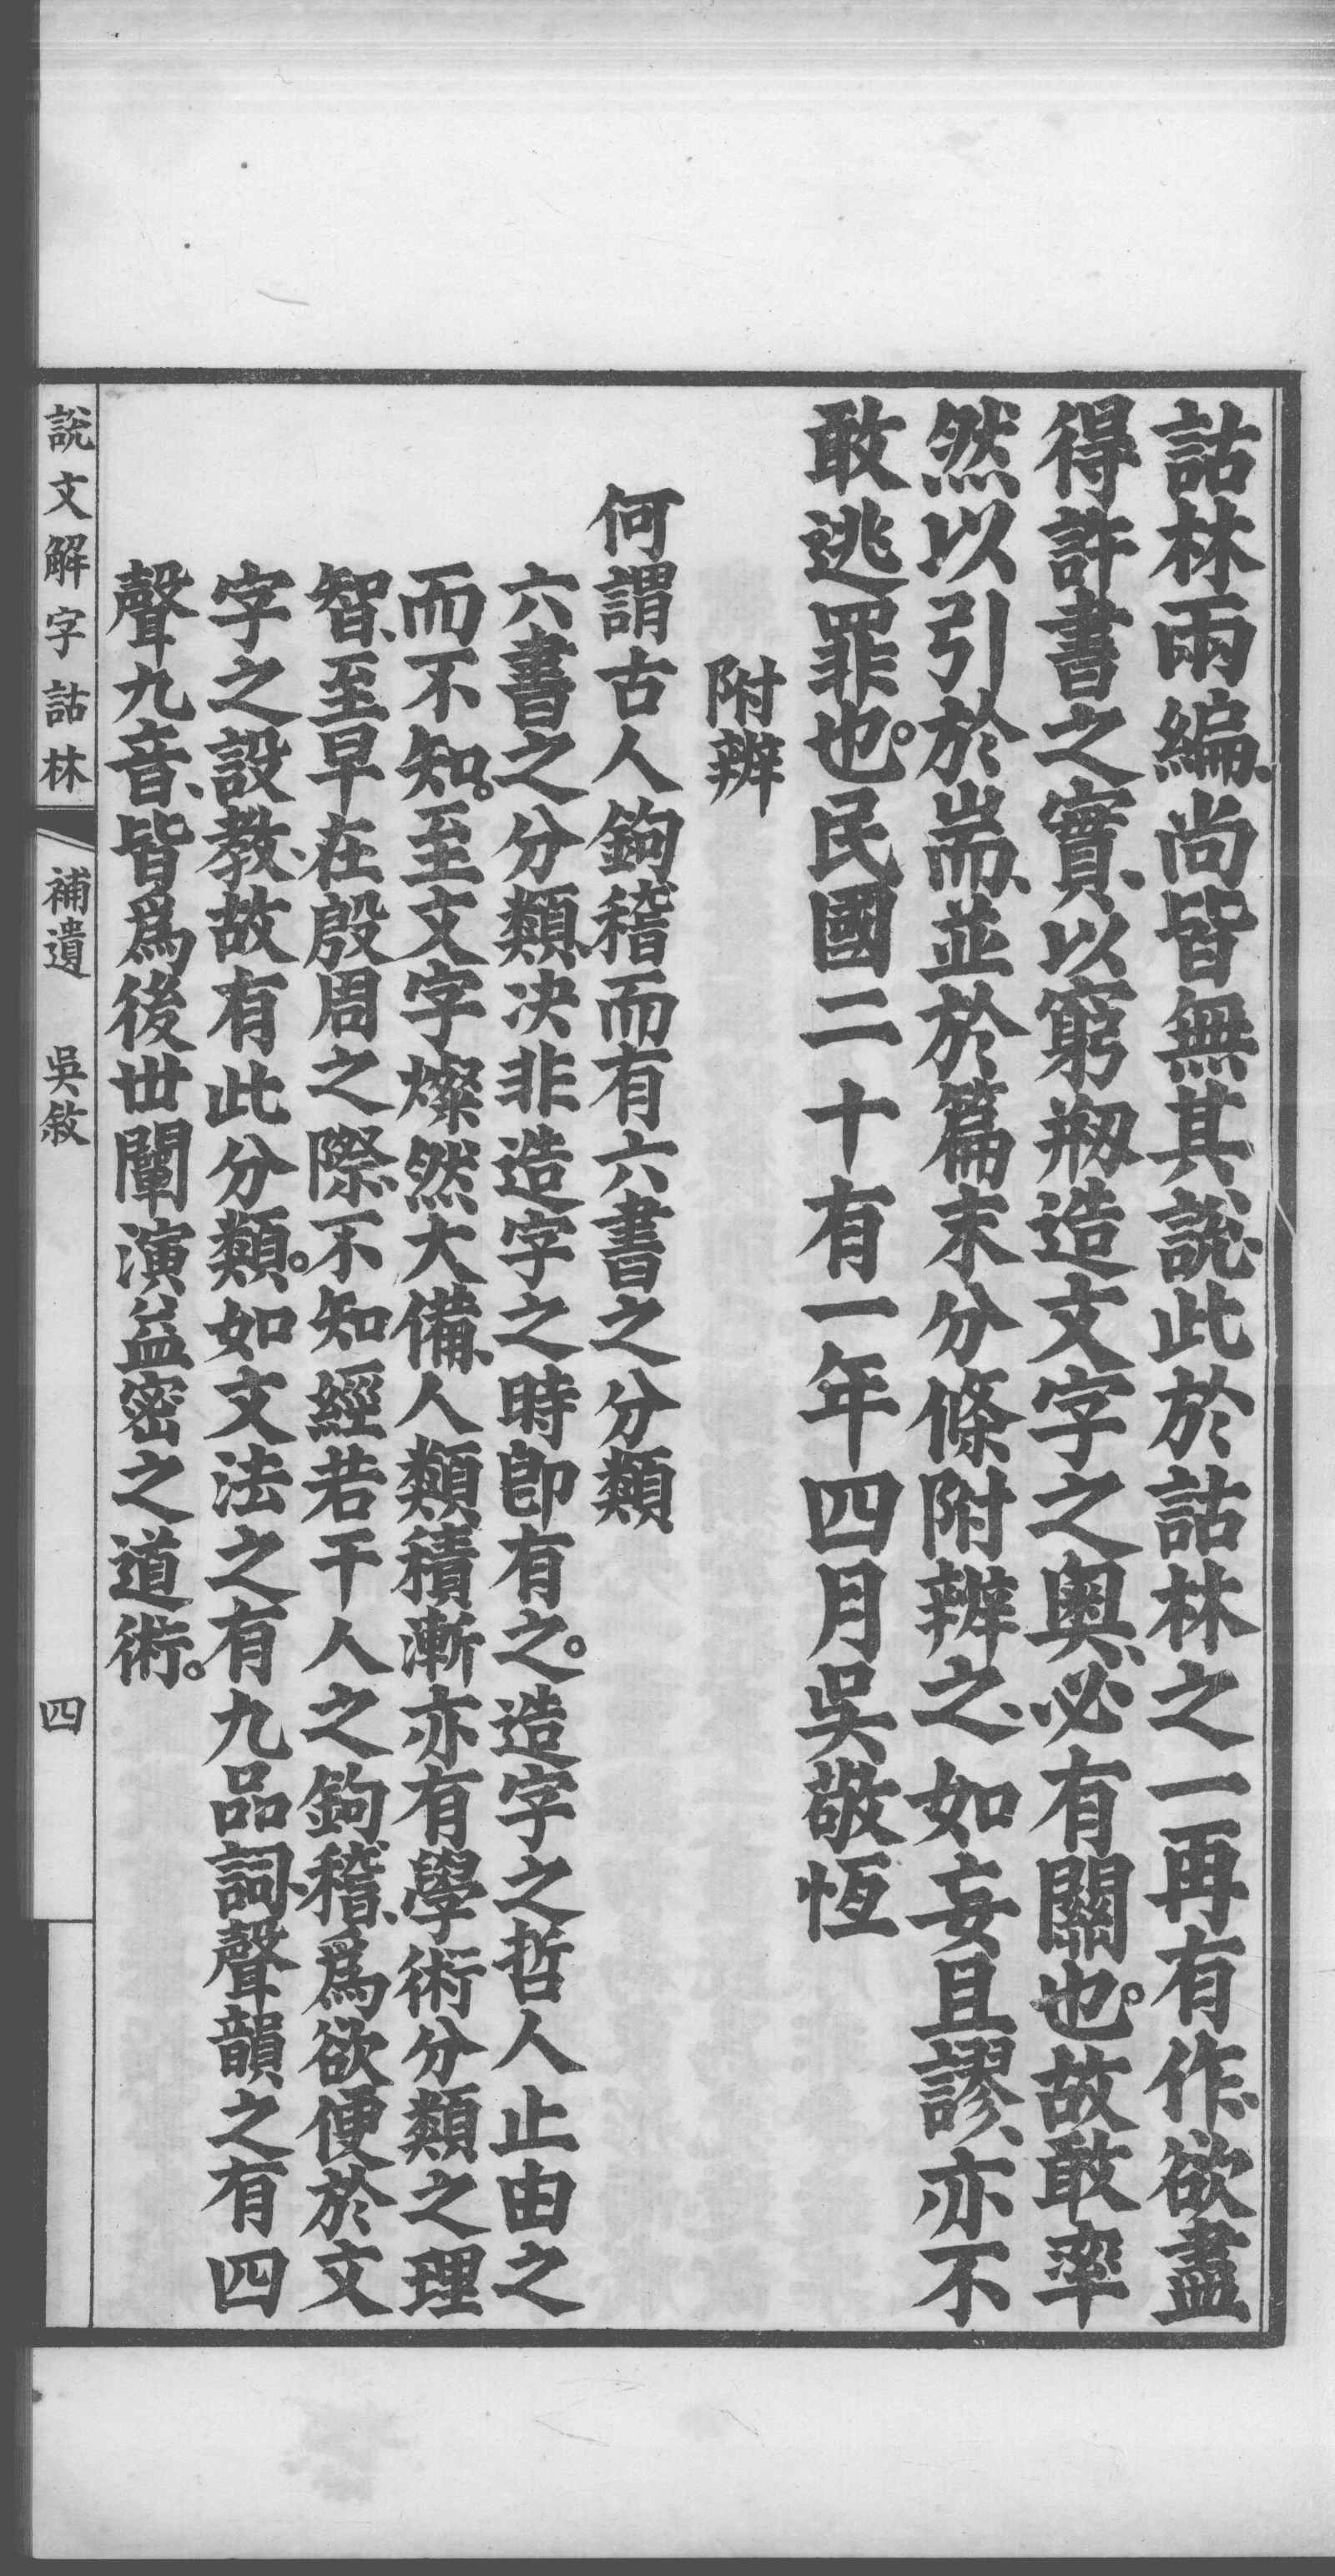 詁林兩編、尚皆無其說、此於詁林之一再有作、欲盡
得許書之實、以窮剏造文字之奧、必有關也。故敢率
然以引於耑、並於篇末分條附辨之、如妄且謬、亦不
敢逃罪也。民國二十有一年四月吳敬恆
附辨
何謂古人鉤稽而有六書之分類
六書之分類、決非造字之時卽有之。造字之哲人止由之
而不知。至文字燦然大備、人類積漸亦有學術分類之理
智、至早在殷周之際、不知經若干人之鉤稽、爲欲便於文
字之設教、故有此分類。如文法之有九品詞、聲韻之有四
聲九音、皆爲後世闡演益密之道術。
說文解字詁林
補遺 吳敘
四